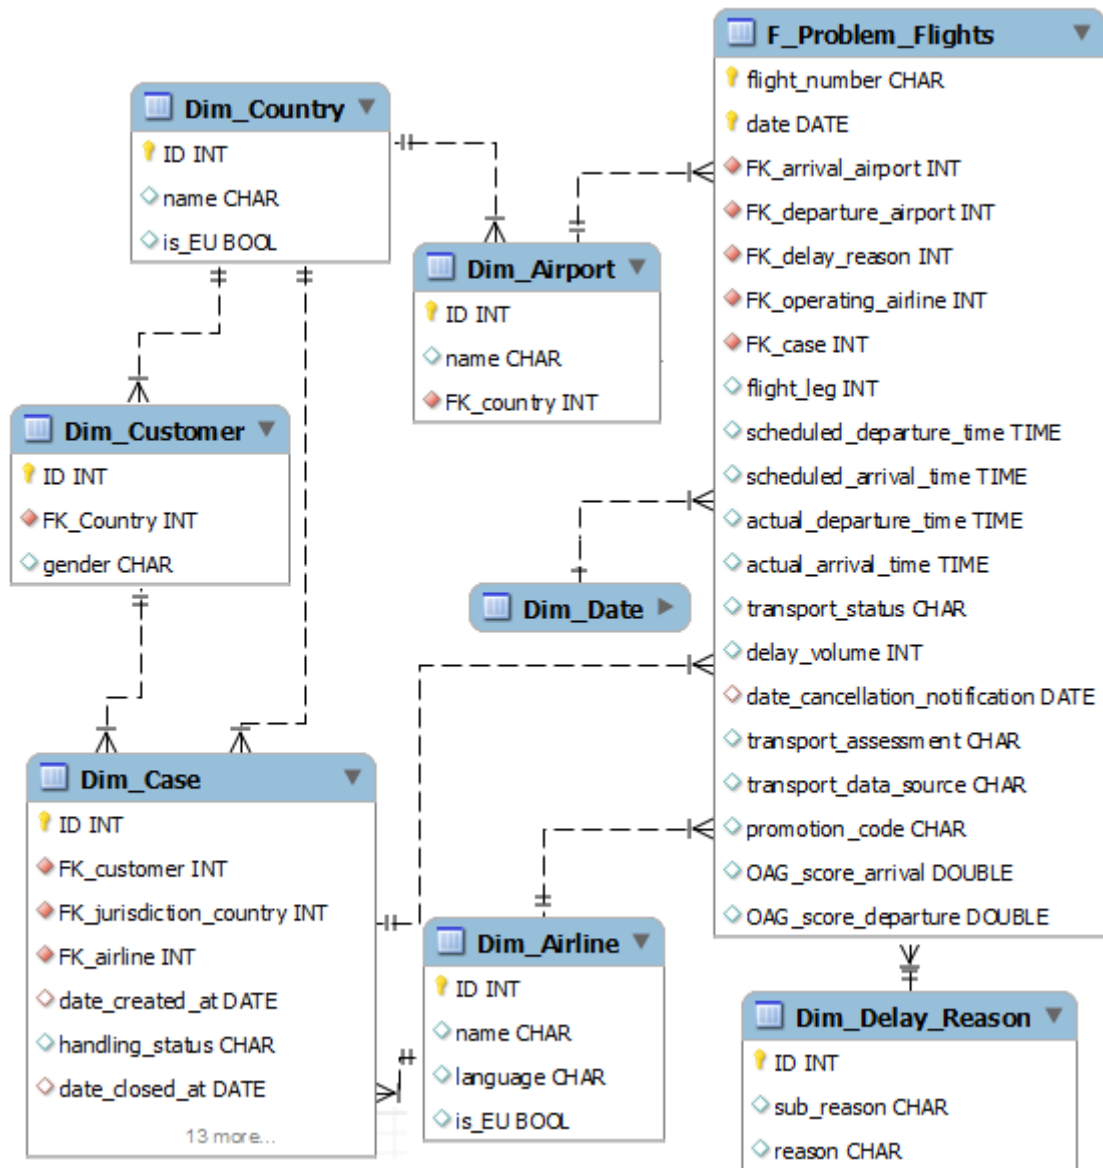 F_Problem_Flights
flight_number CHAR
date DATE
FK_arrival_airport INT
FK_departure_airport INT
FK_delay_reason INT
FK_operating_airline INT
FK_case INT
flight_leg INT
scheduled_departure_time TIME
scheduled_arrival_time TIME
actual_departure_time TIME
actual_arrival_time TIME
transport_status CHAR
delay_volume INT
date_cancellation_notification DATE
transport_assessment CHAR
transport_data_source CHAR
promotion_code CHAR
OAG_score_arrival DOUBLE
OAG_score_departure DOUBLE
Dim_Country
ID INT
name CHAR
is_EU BOOL
Dim_Airport
ID INT
name CHAR
FK_country INT
Dim_Customer
ID INT
FK_Country INT
gender CHAR
Dim_Date
Dim_Case
ID INT
FK_customer INT
FK_jurisdiction_country INT
FK_airline INT
date_created_at DATE
handling_status CHAR
date_closed_at DATE
13 more...
Dim_Airline
ID INT
name CHAR
language CHAR
is_EU BOOL
Dim_Delay_Reason
ID INT
sub_reason CHAR
reason CHAR